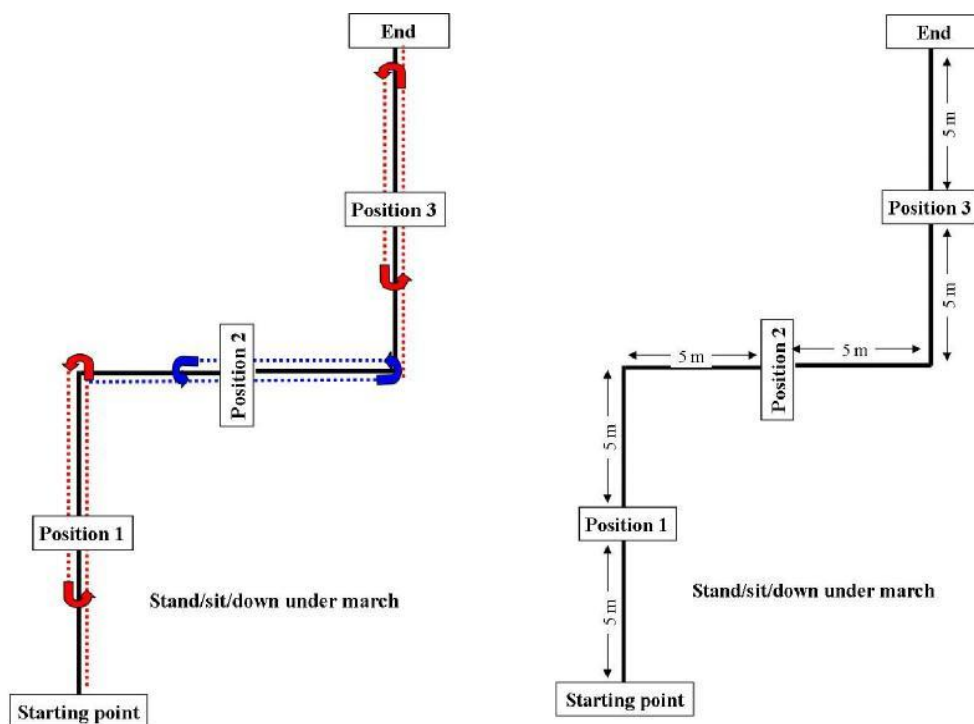 End
Position 3
Position 2
Position 1
Stand/sit/down under march
Starting point
End
5 m
Position 3
5 m
Position 2
5 m
5 m
5 m
Position 1
5 m
Stand/sit/down under march
Starting point